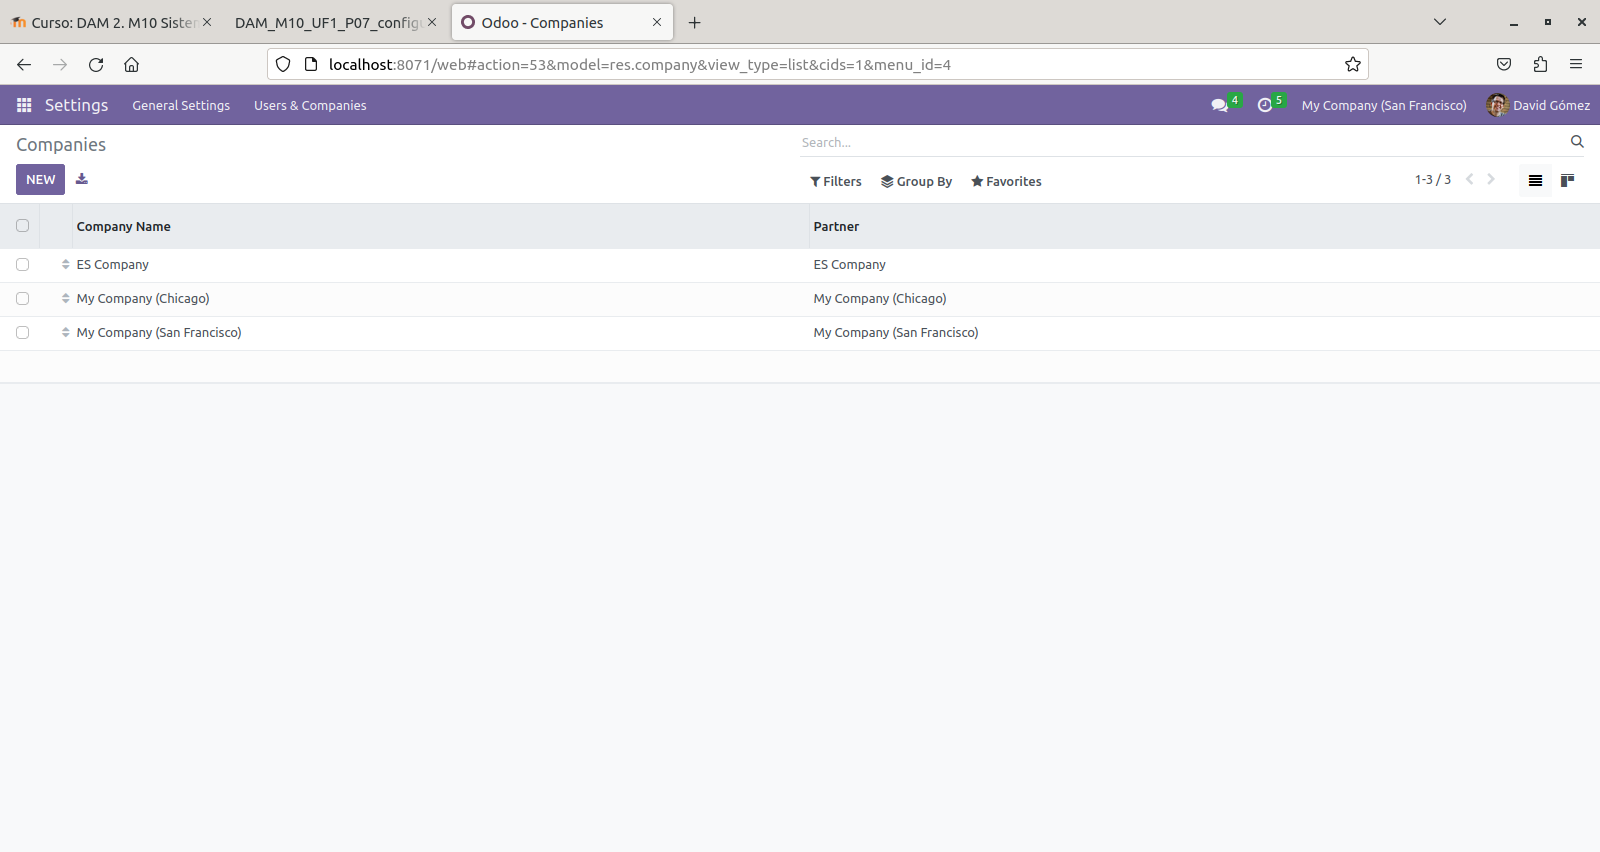 Curso: DAM 2. M10 Sister
DAM_M10_UF1_P07_config
Odoo - Companies
localhost:8071/web#action=53&model=res.company&view_type=list&cids=1&menu_id=4
Settings General Settings Users & Companies 4 5 My Company (San Francisco) David Gómez
Companies
Search...
NEW
Filters Group By Favorites 1-3 / 3
Company Name Partner
ES Company ES Company
My Company (Chicago) My Company (Chicago)
My Company (San Francisco) My Company (San Francisco)